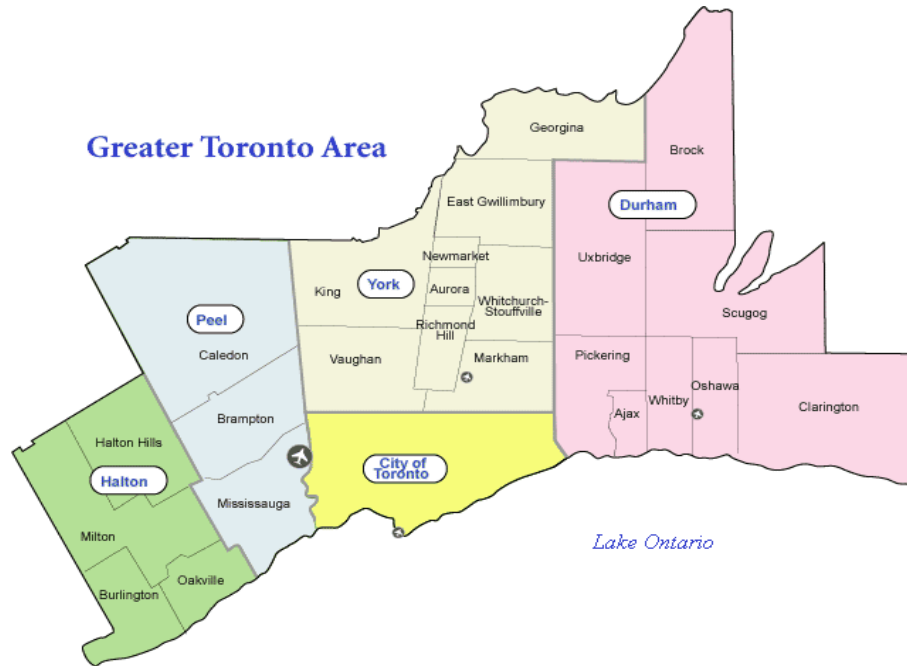 Greater Toronto Area
Georgina
Brock
East Gwillimbury
Durham
Newmarket
Uxbridge
King
York
Aurora
Whitchurch-
Stouffville
Peel
Richmond
Hill
Scugog
Caledon
Vaughan
Markham
Pickering
Oshawa
Brampton
Ajax
Whitby
Clarington
Halton Hills
Halton
City of
Toronto
Mississauga
Milton
Lake Ontario
Oakville
Burlington